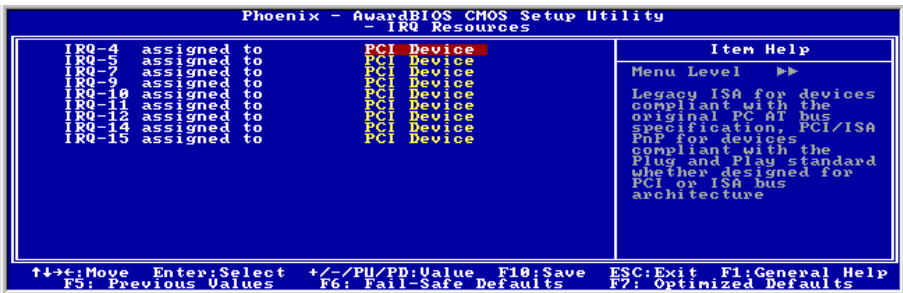 Phoenix - AwardBIOS CMOS Setup Utility
- IRQ Resources
IRQ-4 assigned to PCI Device
IRQ-5 assigned to PCI Device
IRQ-7 assigned to PCI Device
IRQ-9 assigned to PCI Device
IRQ-10 assigned to PCI Device
IRQ-11 assigned to PCI Device
IRQ-12 assigned to PCI Device
IRQ-14 assigned to PCI Device
IRQ-15 assigned to PCI Device
Item Help
Menu Level ▶▶
Legacy ISA for devices
compliant with the
original PC AT bus
specification, PCI/ISA
PnP for devices
compliant with the
Plug and Play standard
whether designed for
PCI or ISA bus
architecture
↑↓→←:Move Enter:Select +/-/PU/PD:Value F10:Save ESC:Exit F1:General Help
F5: Previous Values F6: Fail-Safe Defaults F7: Optimized Defaults